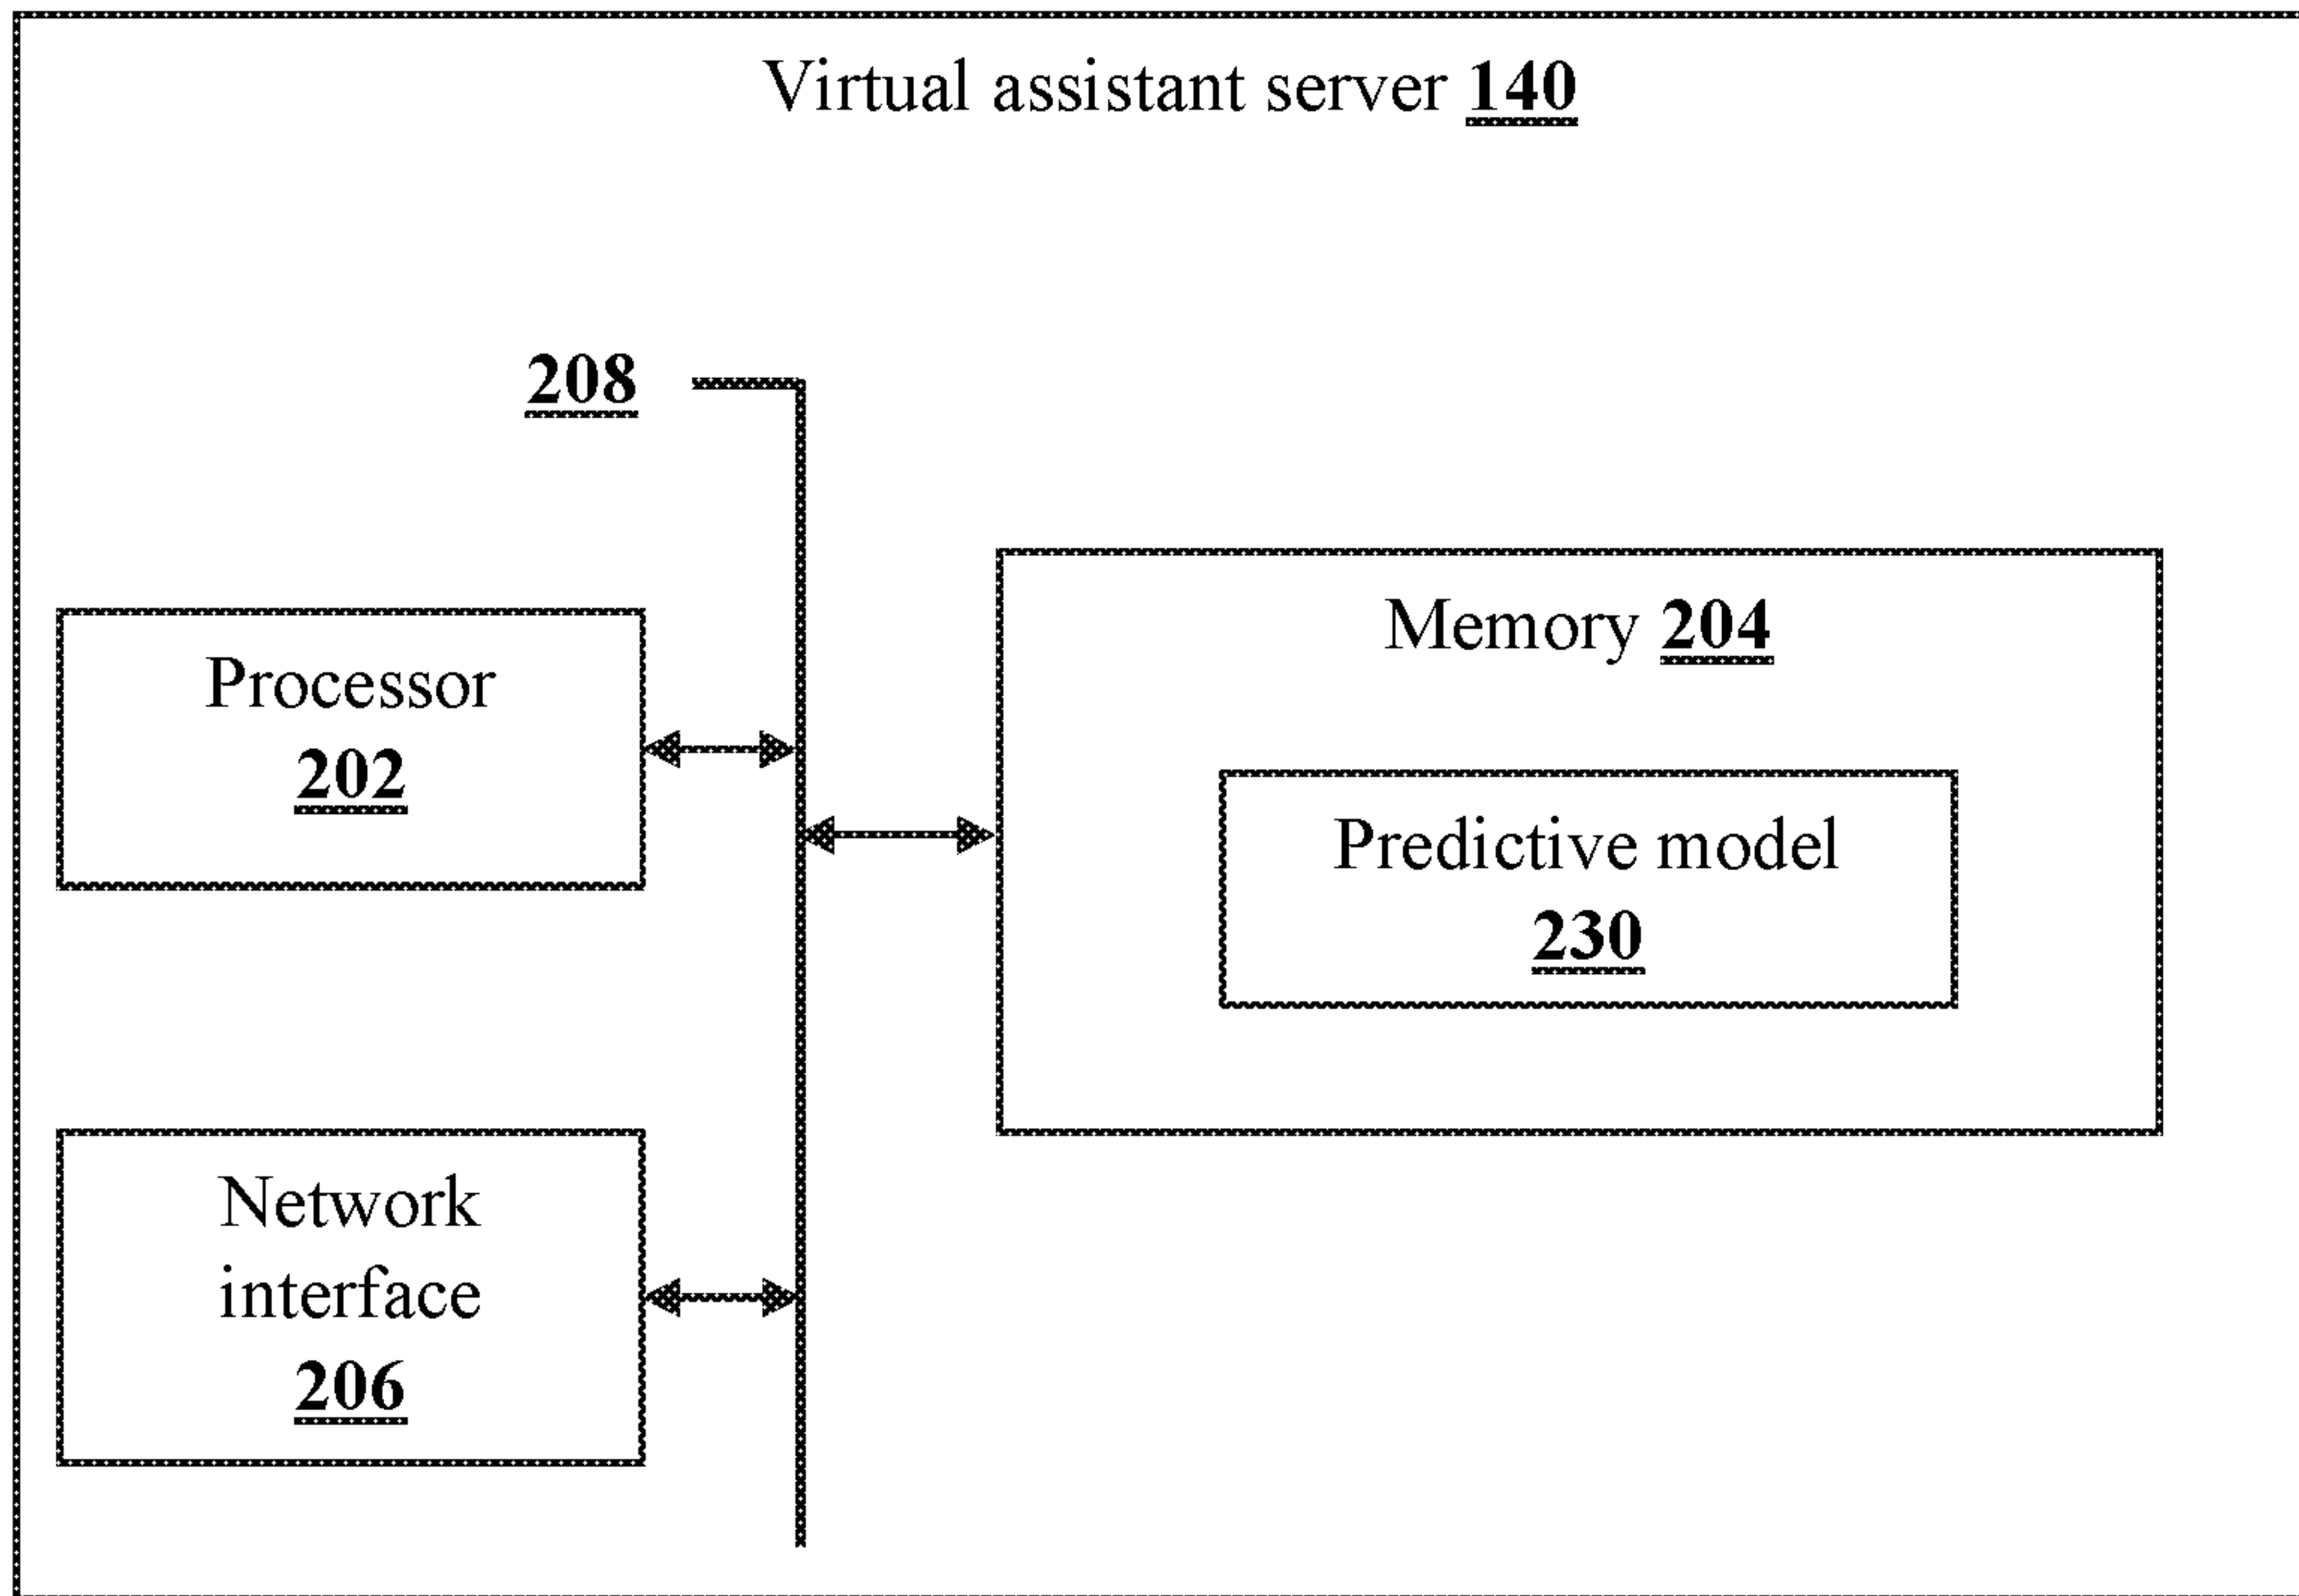 Virtual assistant server 140
208
Memory 204
Processor
202
Predictive model
230
Network
interface
206